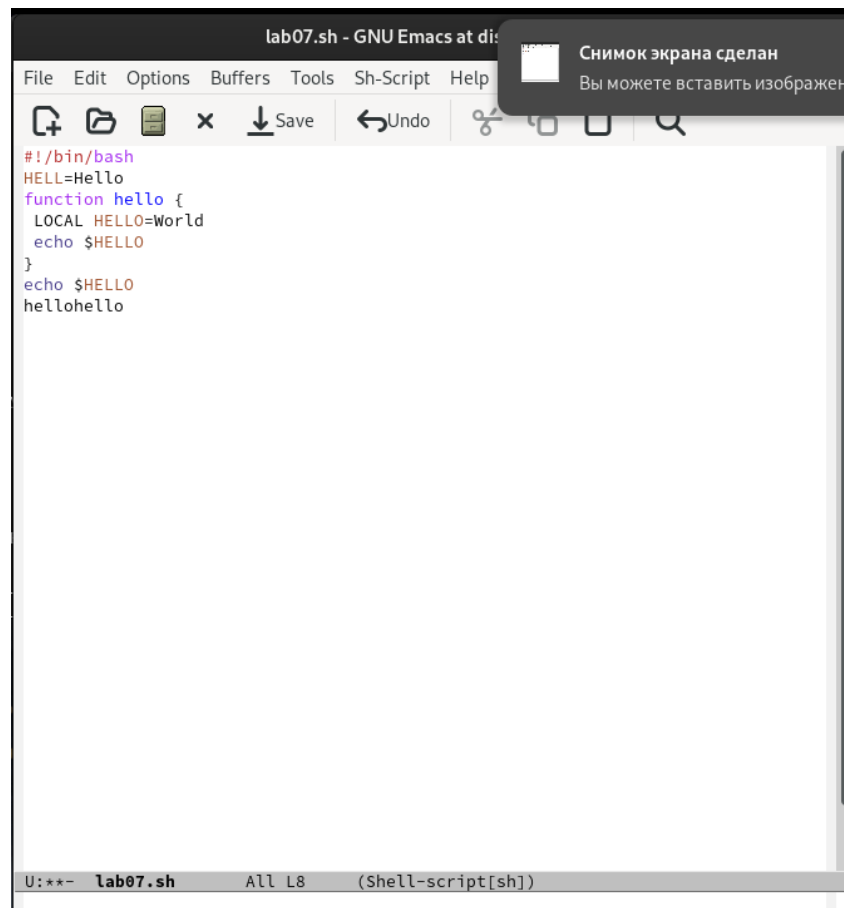 lab07.sh - GNU Emacs at dis
Снимок экрана сделан
Вы можете вставить изображен
File Edit Options Buffers Tools Sh-Script Help
Save Undo
#!/bin/bash
HELL=Hello
function hello {
 LOCAL HELLO=World
 echo $HELLO
}
echo $HELLO
hellohello
U:**- lab07.sh All L8 (Shell-script[sh])